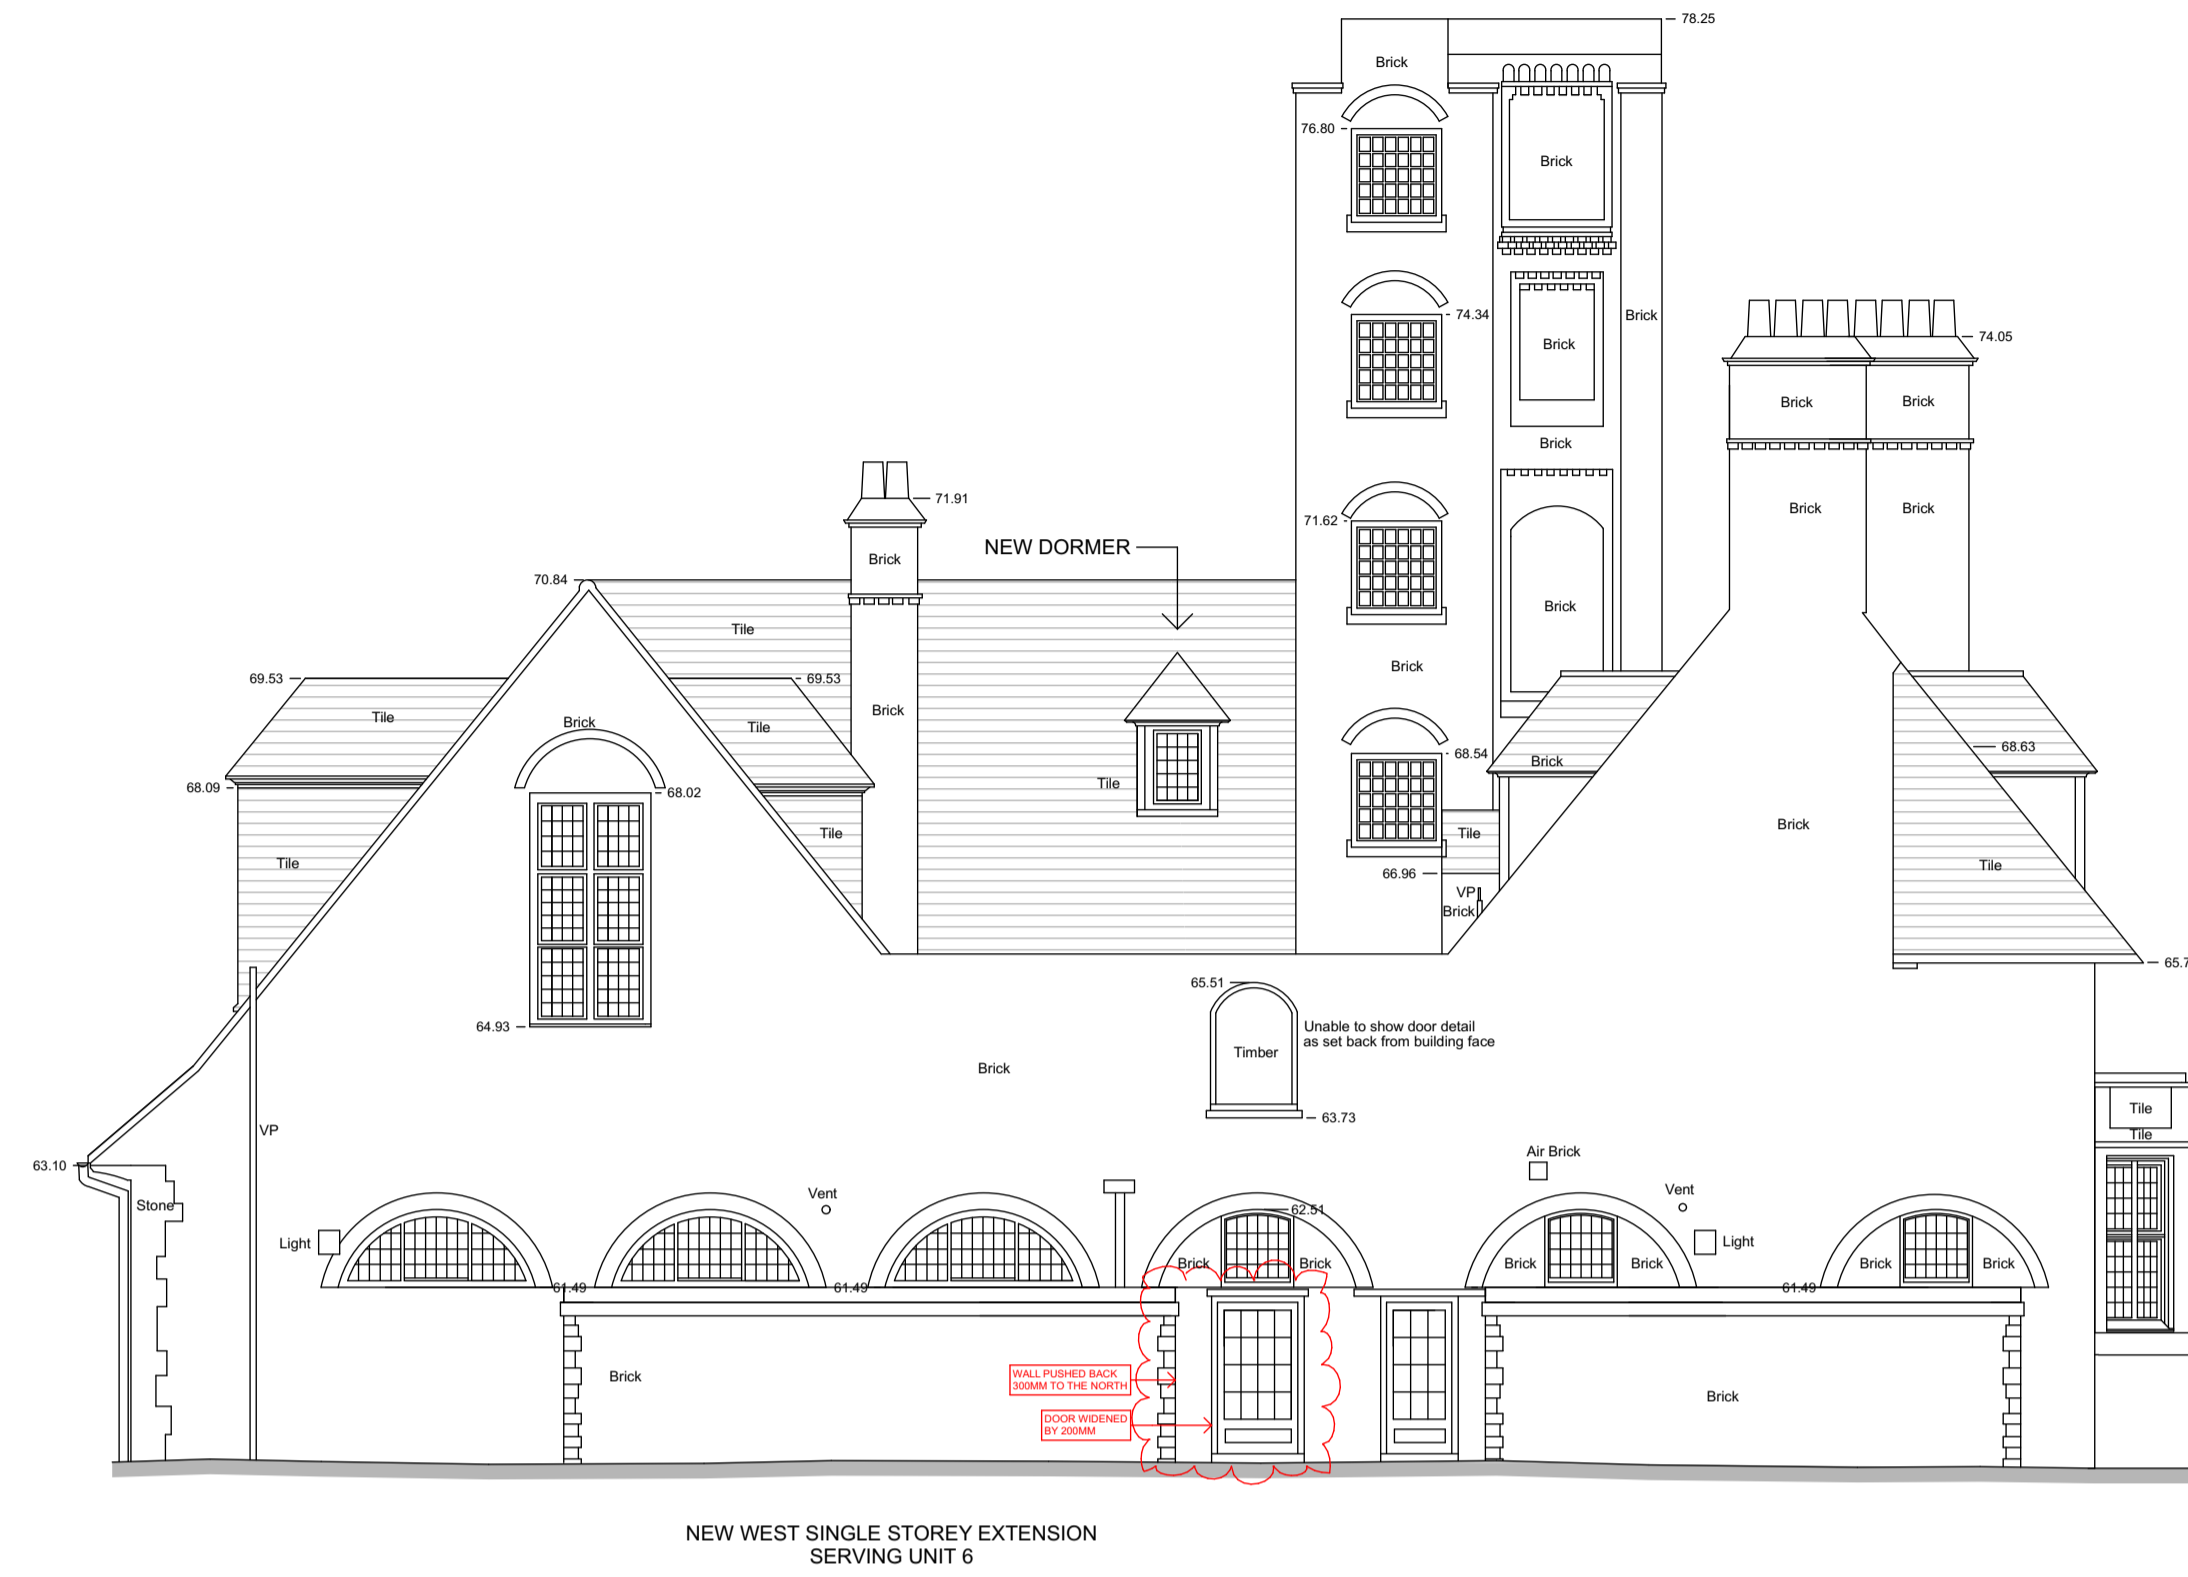 78.25
Brick
76.80
Brick
74.34
Brick
Brick
74.05
Brick
Brick
Brick
71.91
Brick
Brick
71.62
NEW DORMER
Brick
70.84
Brick
Tile
Brick
69.53
69.53
Brick
Tile
Brick
Tile
68.63
68.54
Brick
68.09
68.02
Tile
Brick
Tile
Tile
Tile
Tile
66.96
VP
Brick
65.51
65.7
64.93
Unable to show door detail
as set back from building face
Timber
Brick
63.73
Tile
Tile
VP
63.10
Air Brick
Vent
Vent
Stone
62.51
Light
Light
Brick
Brick
Brick
Brick
Brick
Brick
61.49
61.49
61.49
WALL PUSHED BACK
300MM TO THE NORTH
Brick
Brick
DOOR WIDENED
BY 200MM
NEW WEST SINGLE STOREY EXTENSION
SERVING UNIT 6